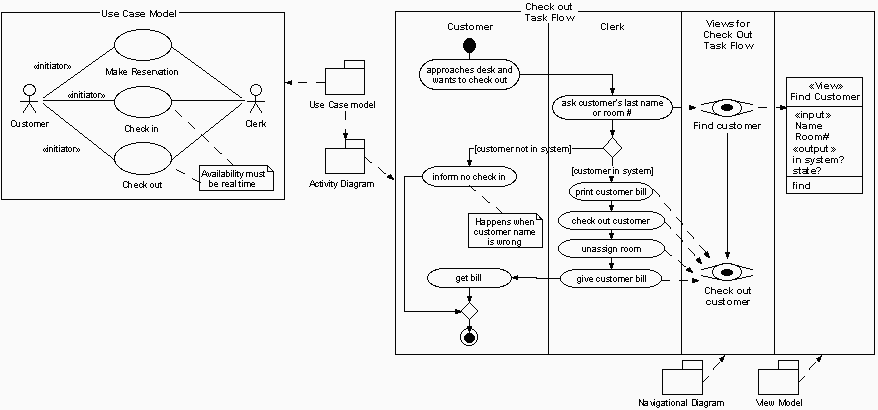 Use Case Model
«initiator»
Make Reservation
«initiator»
Customer
Clerk
Check in
«initiator»
Check out
Availability must
be real time
Use Case model
Activity Diagram
Check out
Task Flow
Customer
Clerk
Views for
Check Out
Task Flow
approaches desk and
wants to check out
ask customer's last name
or room #
Find customer
«View»
Find Customer
«input»
Name
Room#
«output»
in system?
state?
find
[customer not in system]
[customer in system]
inform no check in
print customer bill
Happens when
customer name
is wrong
check out customer
unassign room
get bill
give customer bill
Check out
customer
Navigational Diagram
View Model